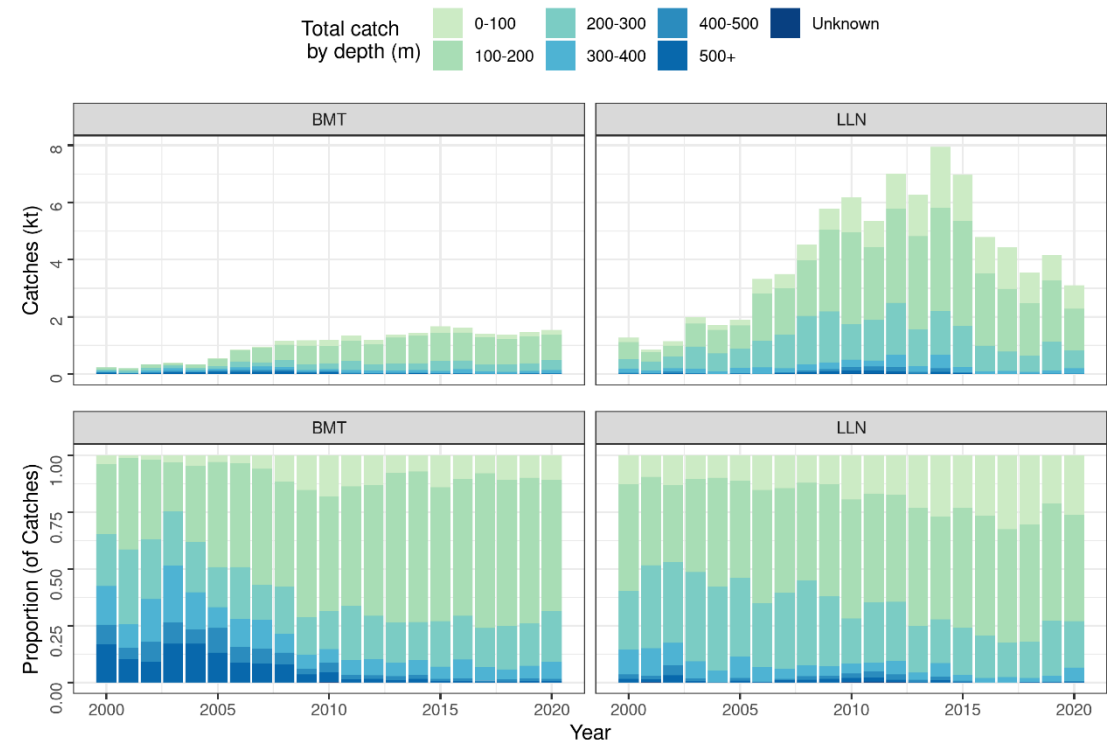 Total catch
by depth (m)
0-100
100-200
200-300
300-400
400-500
500+
Unknown
BMT
LLN
Catches (kt)
8
6
4
2
0
BMT
LLN
Proportion (of Catches)
1.00
0.75
0.50
0.25
0.00
2000
2005
2010
2015
2020
2000
2005
2010
2015
2020
Year